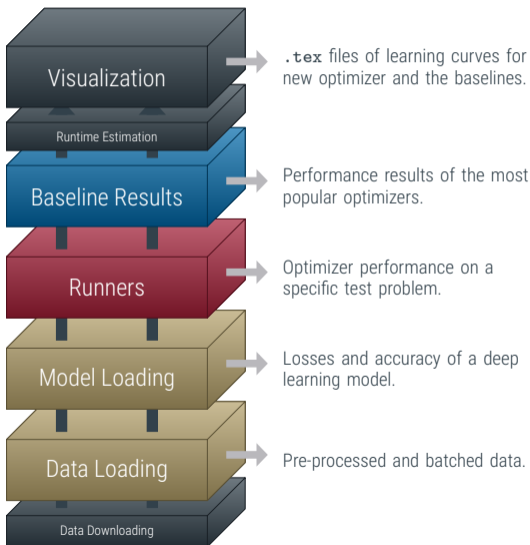 Visualization
.tex files of learning curves for
new optimizer and the baselines.
Runtime Estimation
Baseline Results
Performance results of the most
popular optimizers.
Runners
Optimizer performance on a
specific test problem.
Model Loading
Losses and accuracy of a deep
learning model.
Data Loading
Pre-processed and batched data.
Data Downloading